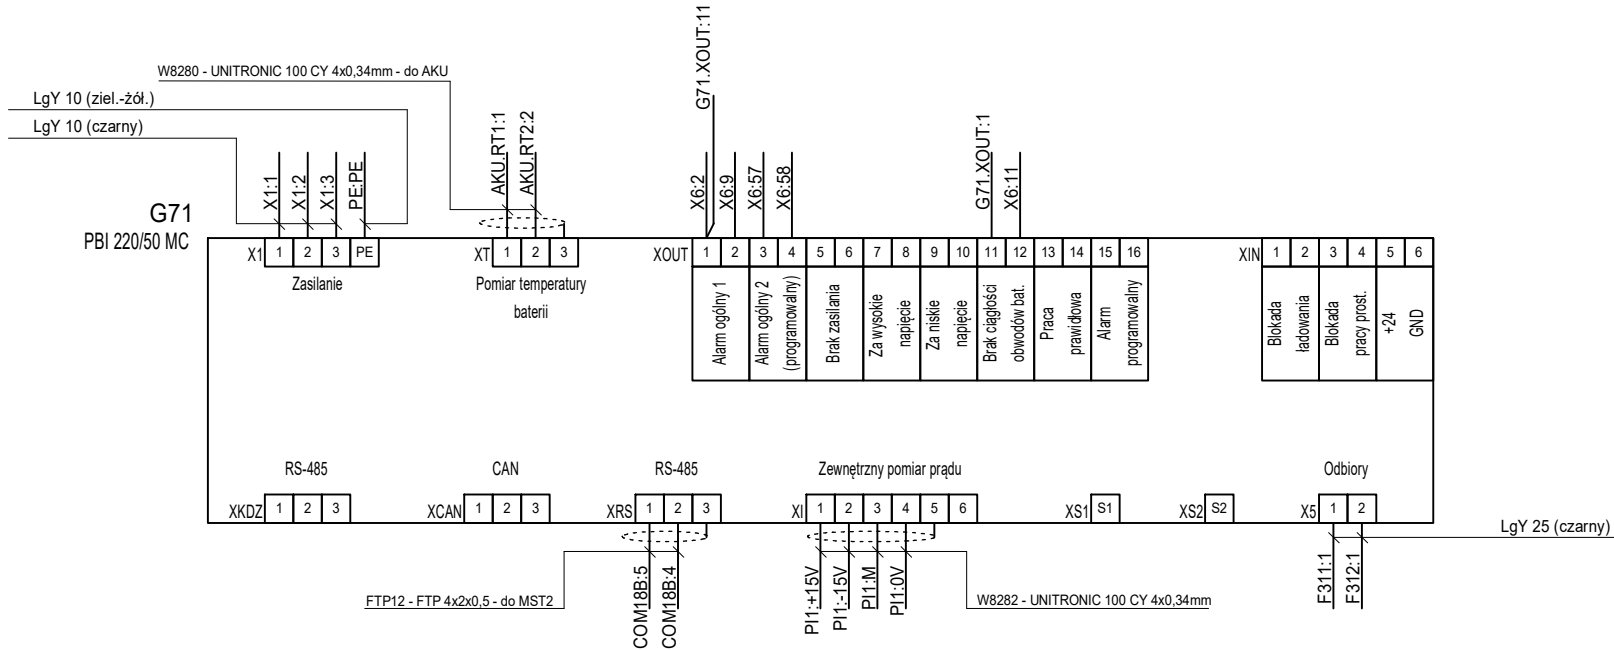 G71.XOUT:11
W8280 - UNITRONIC 100 CY 4x0,34mm - do AKU
LgY 10 (ziel.-żół.)
LgY 10 (czarny)
X1:1
X1:2
X1:3
PE:PE
AKU.RT1:1
AKU.RT2:2
X6:2
X6:9
X6:57
X6:58
G71.XOUT:1
X6:11
G71
PBI 220/50 MC
X1 1 2 3 PE
Zasilanie
XT 1 2 3
Pomiar temperatury
baterii
XOUT 1 2 3 4 5 6 7 8 9 10 11 12 13 14 15 16
Alarm ogólny 1
Alarm ogólny 2
(programowalny)
Brak zasilania
Za wysokie
napięcie
Za niskie
napięcie
Brak ciągłości
obwodów bat.
Praca
prawidłowa
Alarm
programowalny
XIN 1 2 3 4 5 6
Blokada
ładowania
Blokada
pracy prost.
+24
GND
RS-485
CAN
RS-485
Zewnętrzny pomiar prądu
Odbiory
XKDZ 1 2 3
XCAN 1 2 3
XRS 1 2 3
XI 1 2 3 4 5 6
XS1 S1
XS2 S2
X5 1 2
LgY 25 (czarny)
COM18B:5
COM18B:4
PI1:+15V
PI1:-15V
PI1:M
PI1:0V
F311:1
F312:1
FTP12 - FTP 4x2x0,5 - do MST2
W8282 - UNITRONIC 100 CY 4x0,34mm